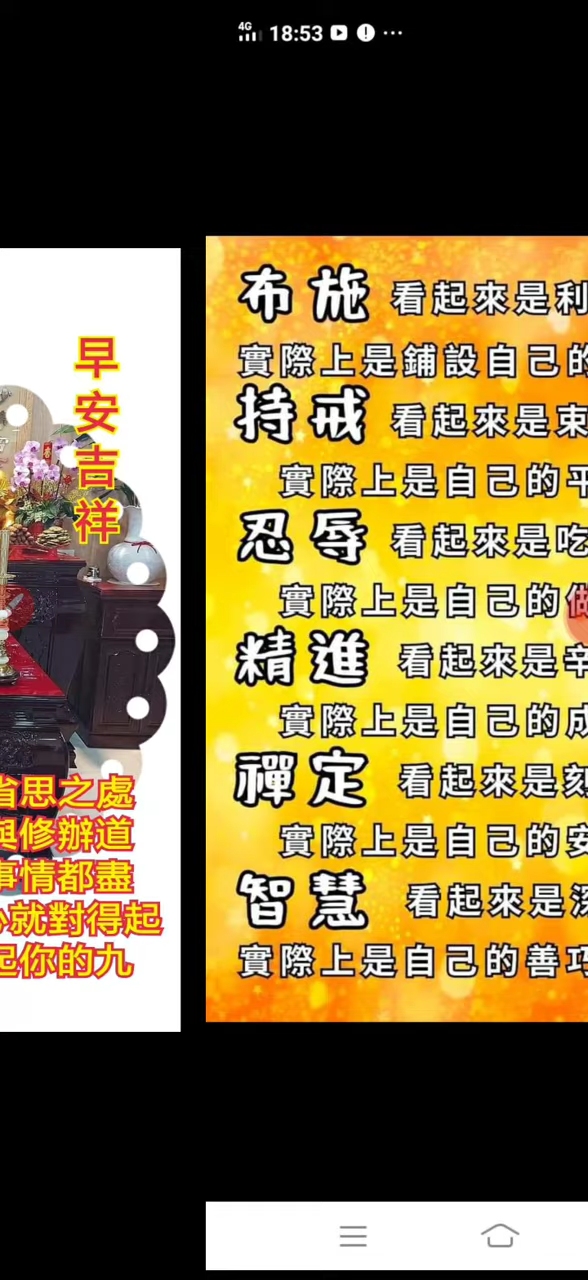 4G 18:53
早安吉祥
省思之處
與修辦道
事情都盡
心就對得起
起你的九
布施 看起來是利
實際上是鋪設自己的
持戒 看起來是束
實際上是自己的平
忍辱 看起來是吃
實際上是自己的做
精進 看起來是辛
實際上是自己的成
禪定 看起來是刻
實際上是自己的安
智慧 看起來是深
實際上是自己的善巧